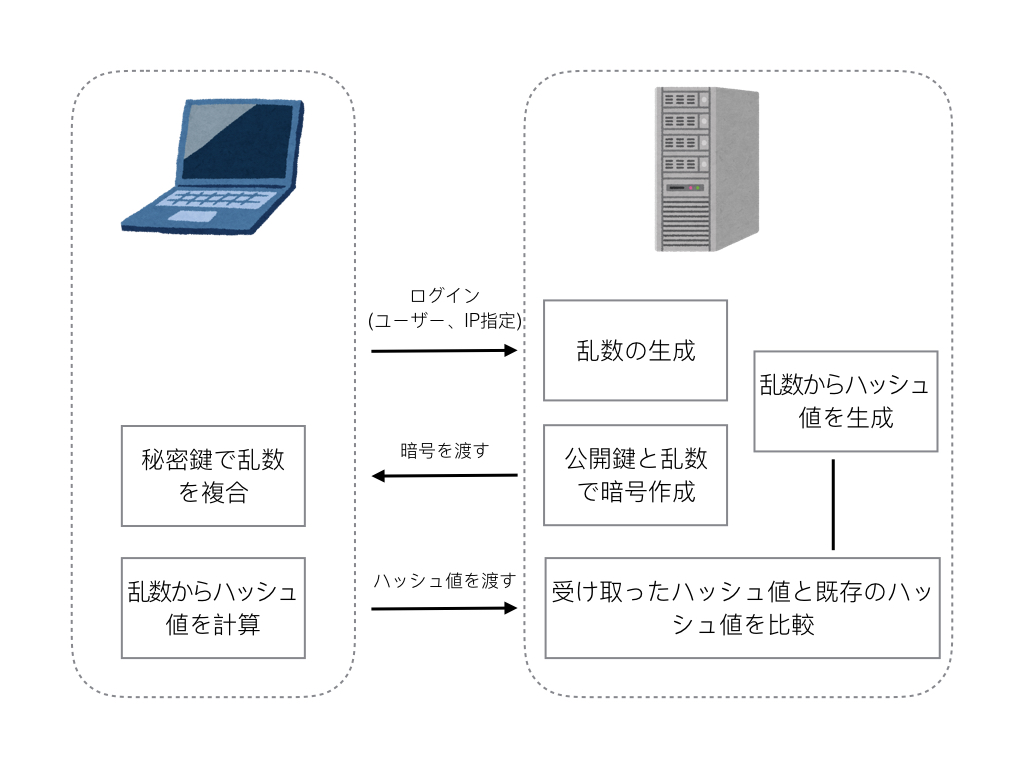 ログイン
(ユーザー、IP指定)
乱数の生成
乱数からハッシュ
値を生成
暗号を渡す
公開鍵と乱数
で暗号作成
秘密鍵で乱数
を複合
乱数からハッシュ
値を計算
ハッシュ値を渡す
受け取ったハッシュ値と既存のハッ
シュ値を比較